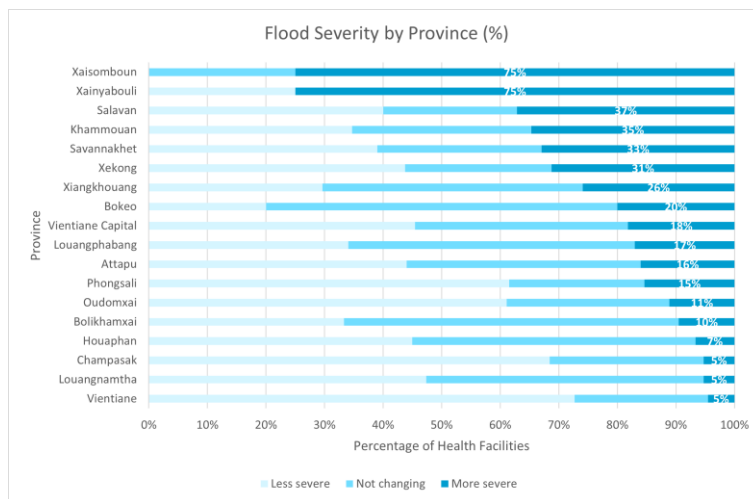 Flood Severity by Province (%)
Province
Xaisomboun 75%
Xainyabouli 75%
Salavan 37%
Khammouan 35%
Savannakhet 33%
Xekong 31%
Xiangkhouang 26%
Bokeo 20%
Vientiane Capital 18%
Louangphabang 17%
Attapu 16%
Phongsali 15%
Oudomxai 11%
Bolikhamxai 10%
Houaphan 7%
Champasak 5%
Louangnamtha 5%
Vientiane 5%
0% 10% 20% 30% 40% 50% 60% 70% 80% 90% 100%
Percentage of Health Facilities
Less severe Not changing More severe